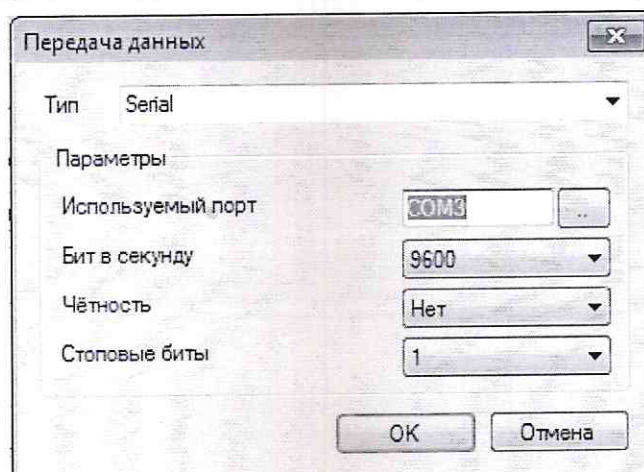 Передача данных
Тип Serial
Параметры
Используемый порт COM3 ..
Бит в секунду 9600
Чётность Нет
Стоповые биты 1
OK Отмена